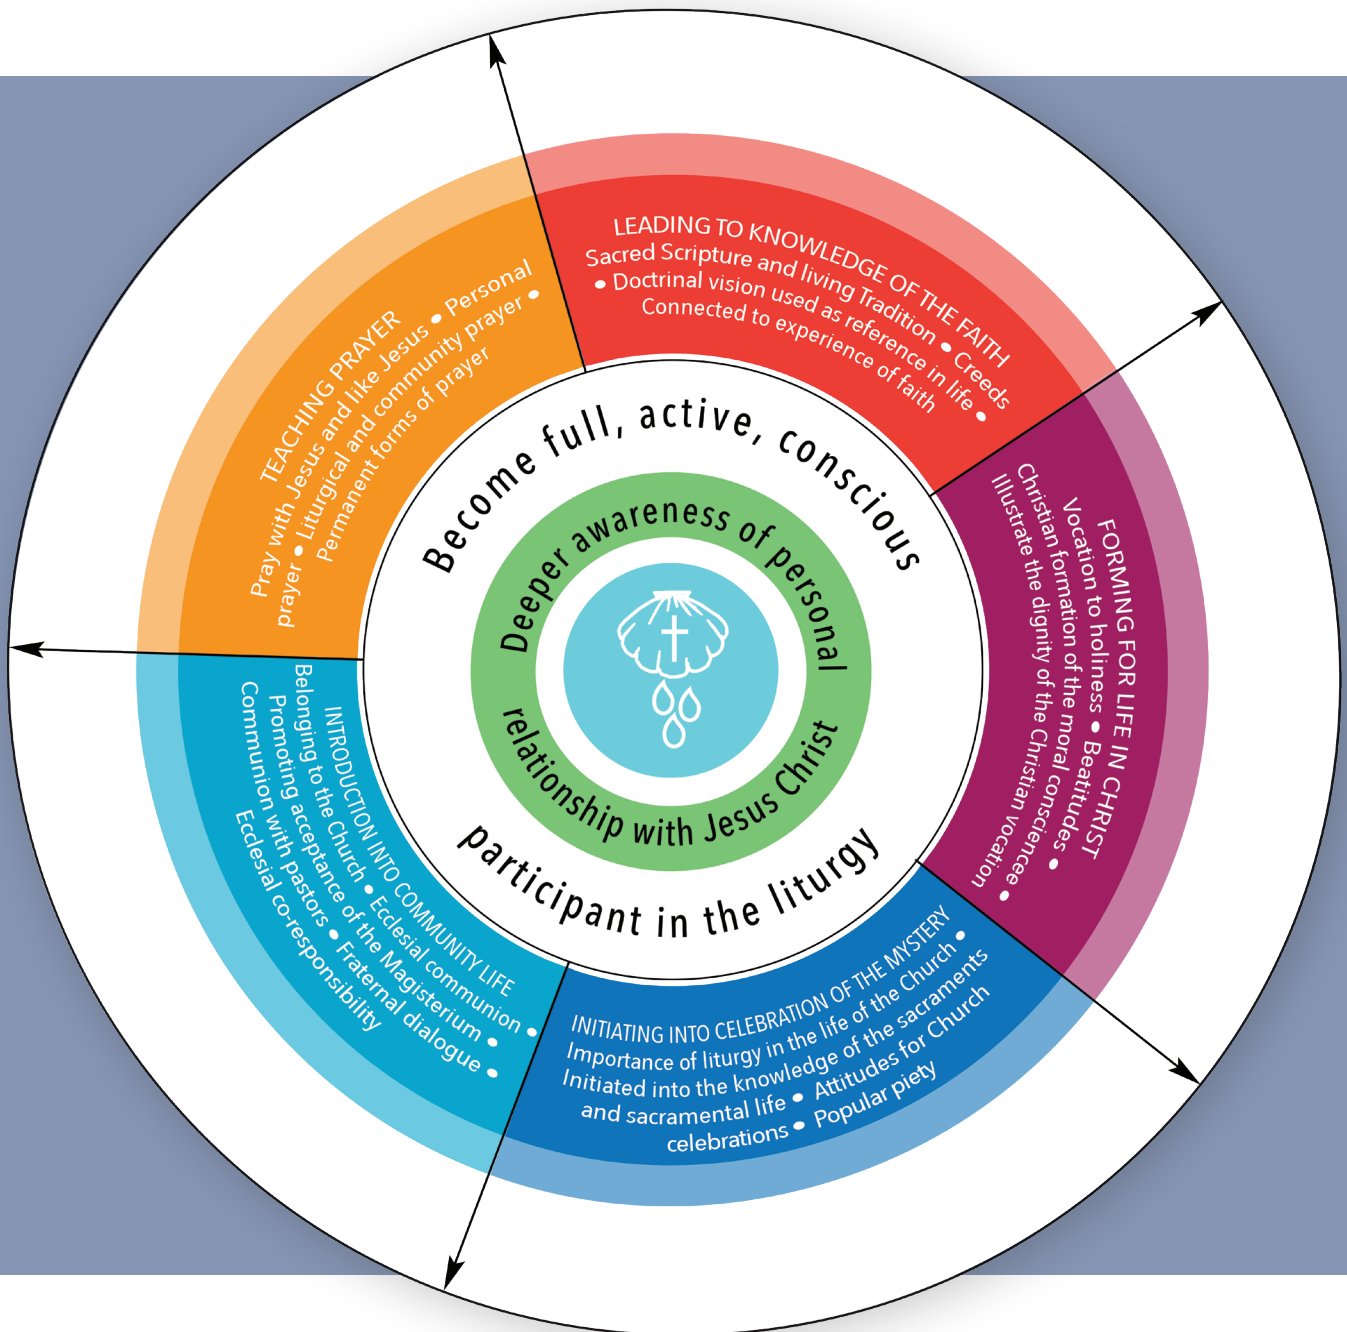 LEADING TO KNOWLEDGE OF THE FAITH
Sacred Scripture and living Tradition • Creeds
• Doctrinal vision used as reference in life •
Connected to experience of faith
FORMING FOR LIFE IN CHRIST
Vocation to holiness • Beatitudes •
Christian formation of the moral consciencee •
Illustrate the dignity of the Christian vocation
INITIATING INTO CELEBRATION OF THE MYSTERY
Importance of liturgy in the life of the Church •
Initiated into the knowledge of the sacraments
and sacramental life • Attitudes for Church
celebrations • Popular piety
INTRODUCTION INTO COMMUNITY LIFE
Belonging to the Church • Ecclesial communion •
Promoting acceptance of the Magisterium •
Communion with pastors • Fraternal dialogue •
Ecclesial co-responsibility
TEACHING PRAYER
Pray with Jesus and like Jesus • Personal
prayer • Liturgical and community prayer •
Permanent forms of prayer
Become full, active, conscious
participant in the liturgy
Deeper awareness of personal
relationship with Jesus Christ